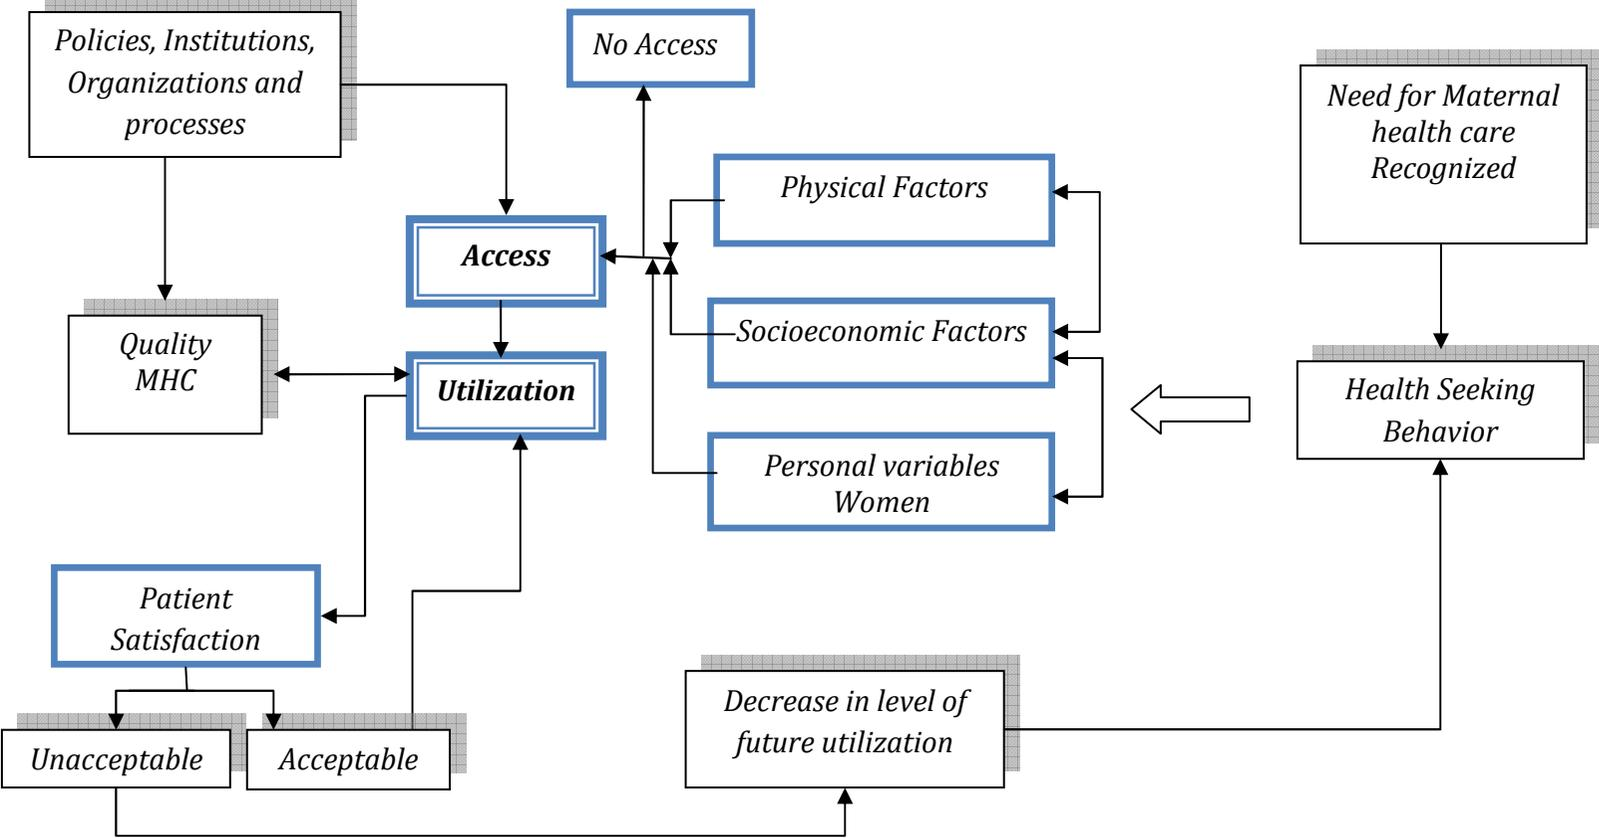 Policies, Institutions,
Organizations and
processes
No Access
Need for Maternal
health care
Recognized
Physical Factors
Access
Socioeconomic Factors
Quality
MHC
Utilization
Health Seeking
Behavior
Personal variables
Women
Patient
Satisfaction
Decrease in level of
future utilization
Unacceptable
Acceptable